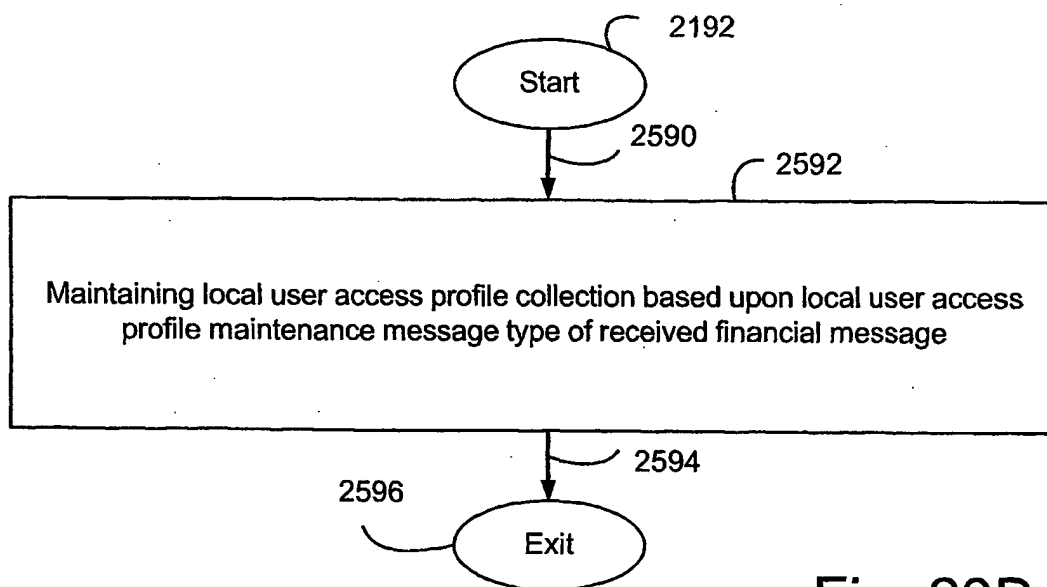 2192
Start
2590
2592
Maintaining local user access profile collection based upon local user access
profile maintenance message type of received financial message
2594
2596
Exit